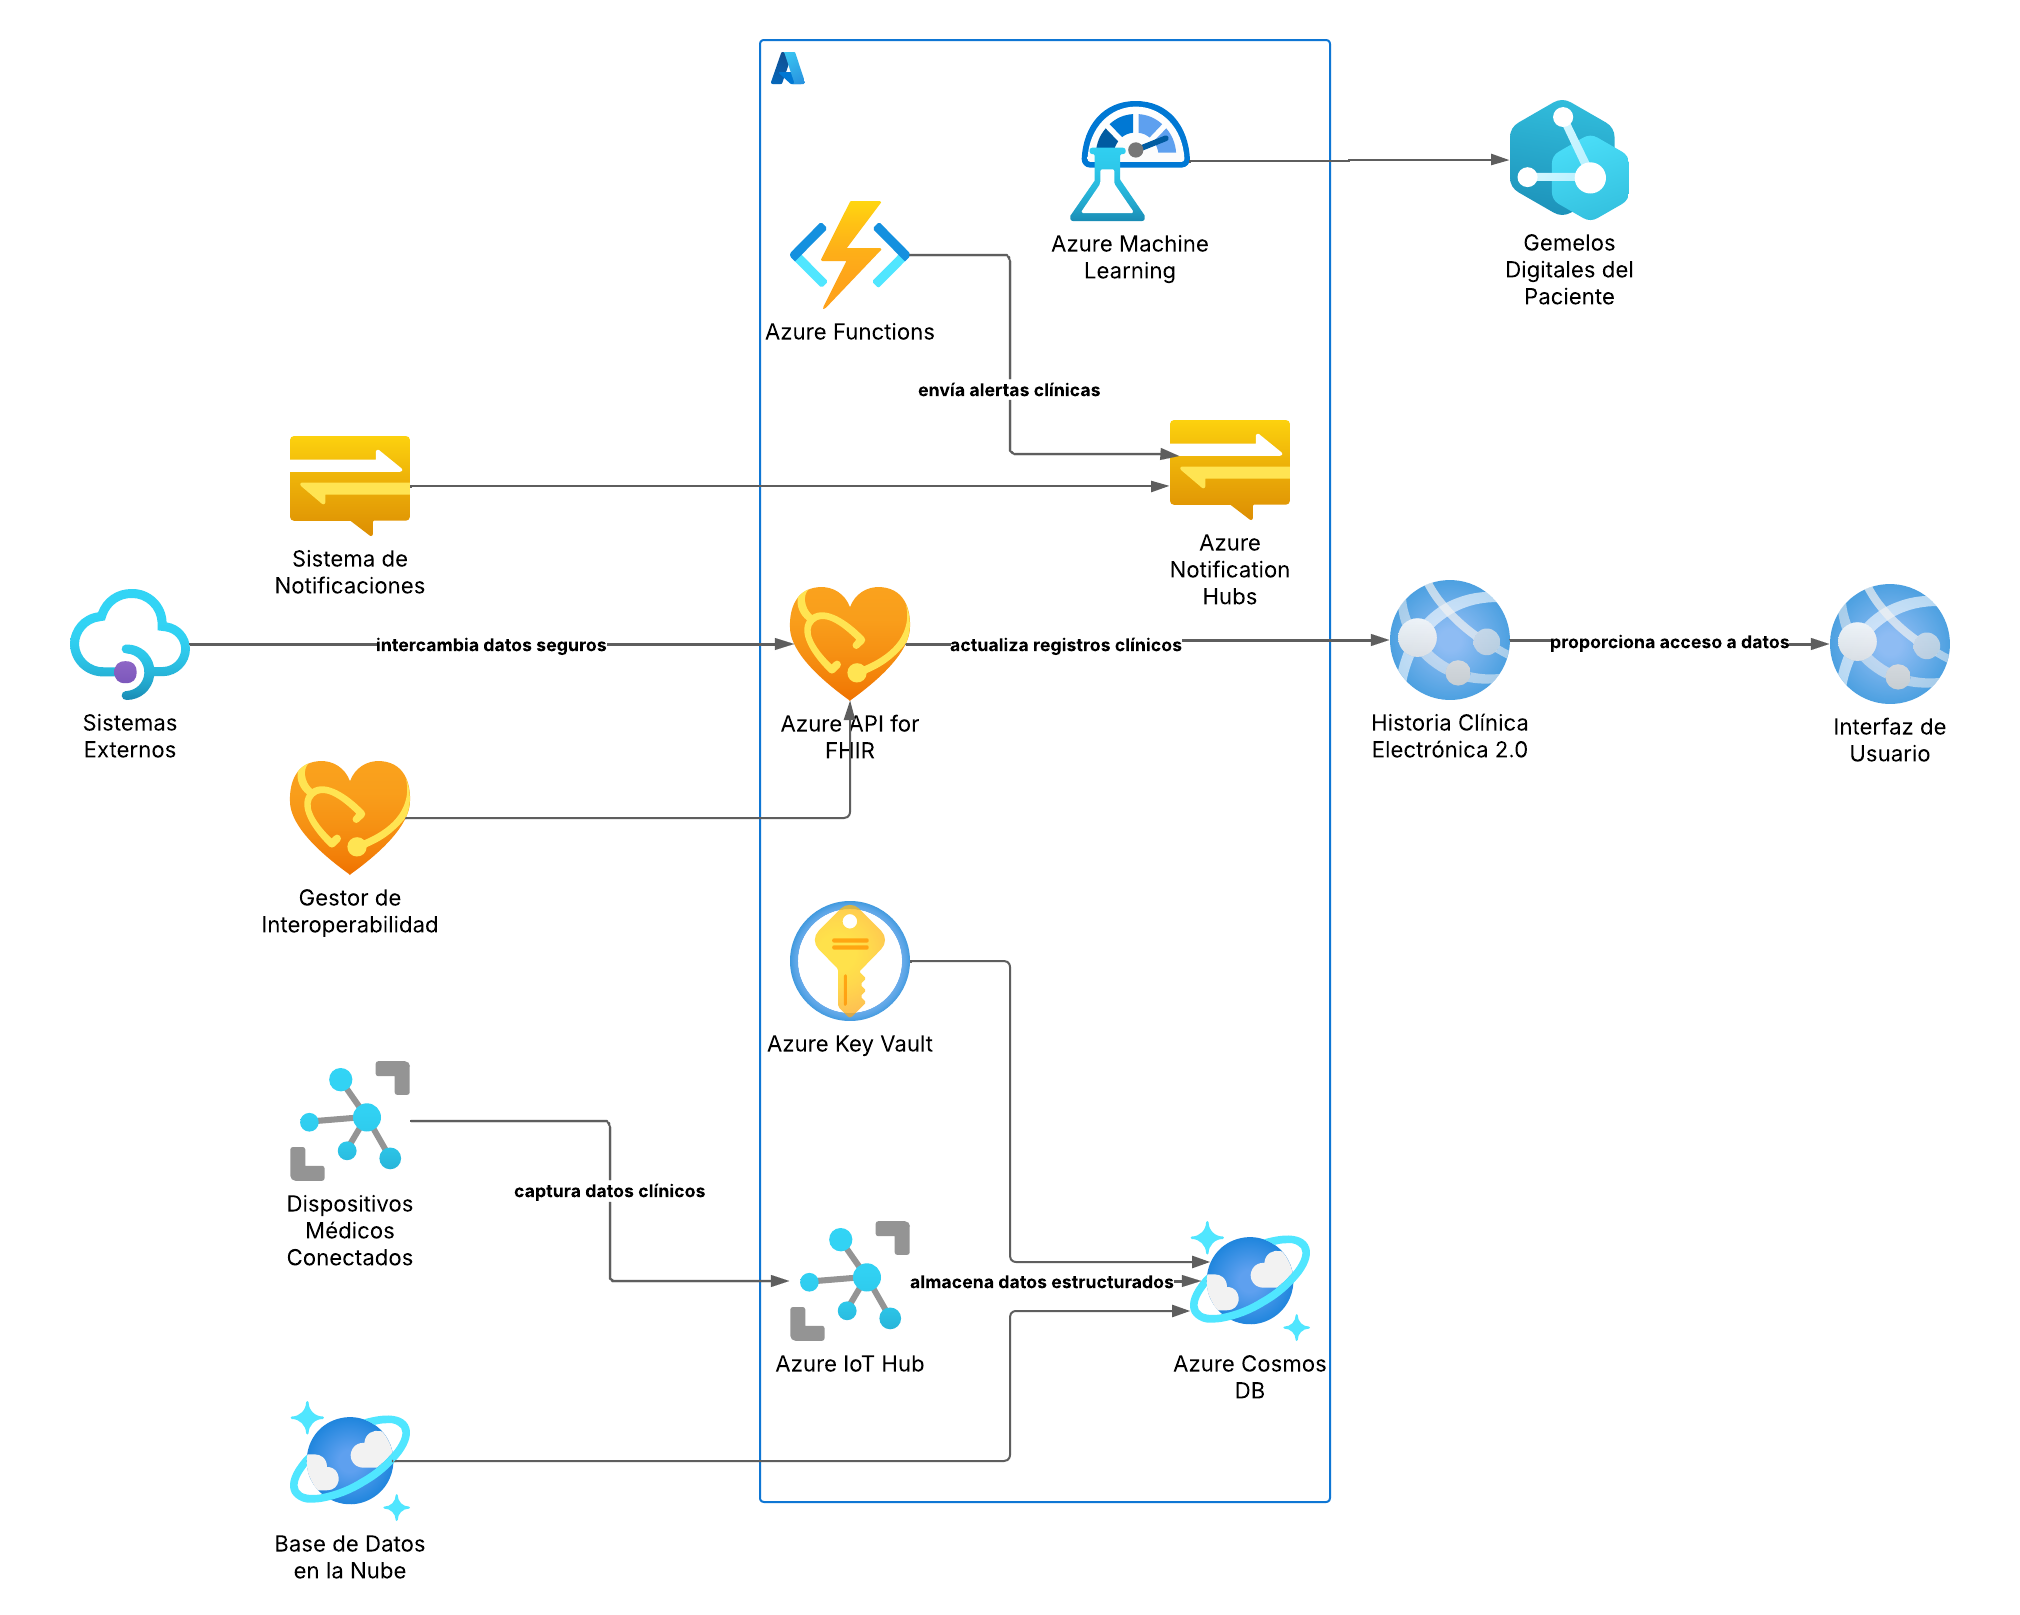 Azure Machine
Learning
Gemelos
Digitales del
Paciente
Azure Functions
envía alertas clínicas
Sistema de
Notificaciones
Azure
Notification
Hubs
Sistemas
Externos
intercambia datos seguros
Azure API for
FHIR
actualiza registros clínicos
Historia Clínica
Electrónica 2.0
proporciona acceso a datos
Interfaz de
Usuario
Gestor de
Interoperabilidad
Azure Key Vault
Dispositivos
Médicos
Conectados
captura datos clínicos
Azure IoT Hub
almacena datos estructurados
Azure Cosmos
DB
Base de Datos
en la Nube